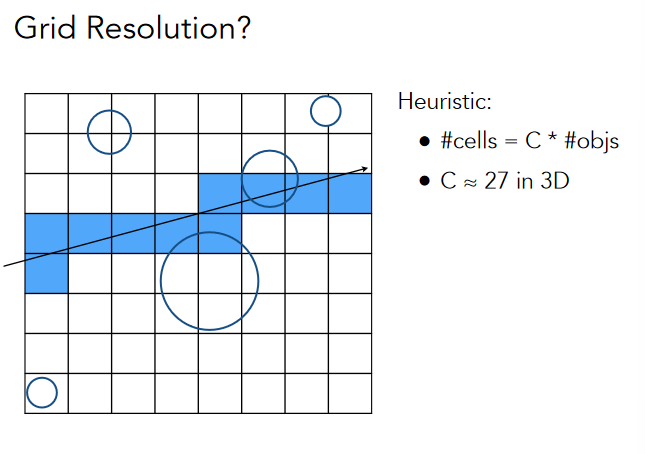 Grid Resolution?
Heuristic:
● #cells = C * #objs
● C ≈ 27 in 3D